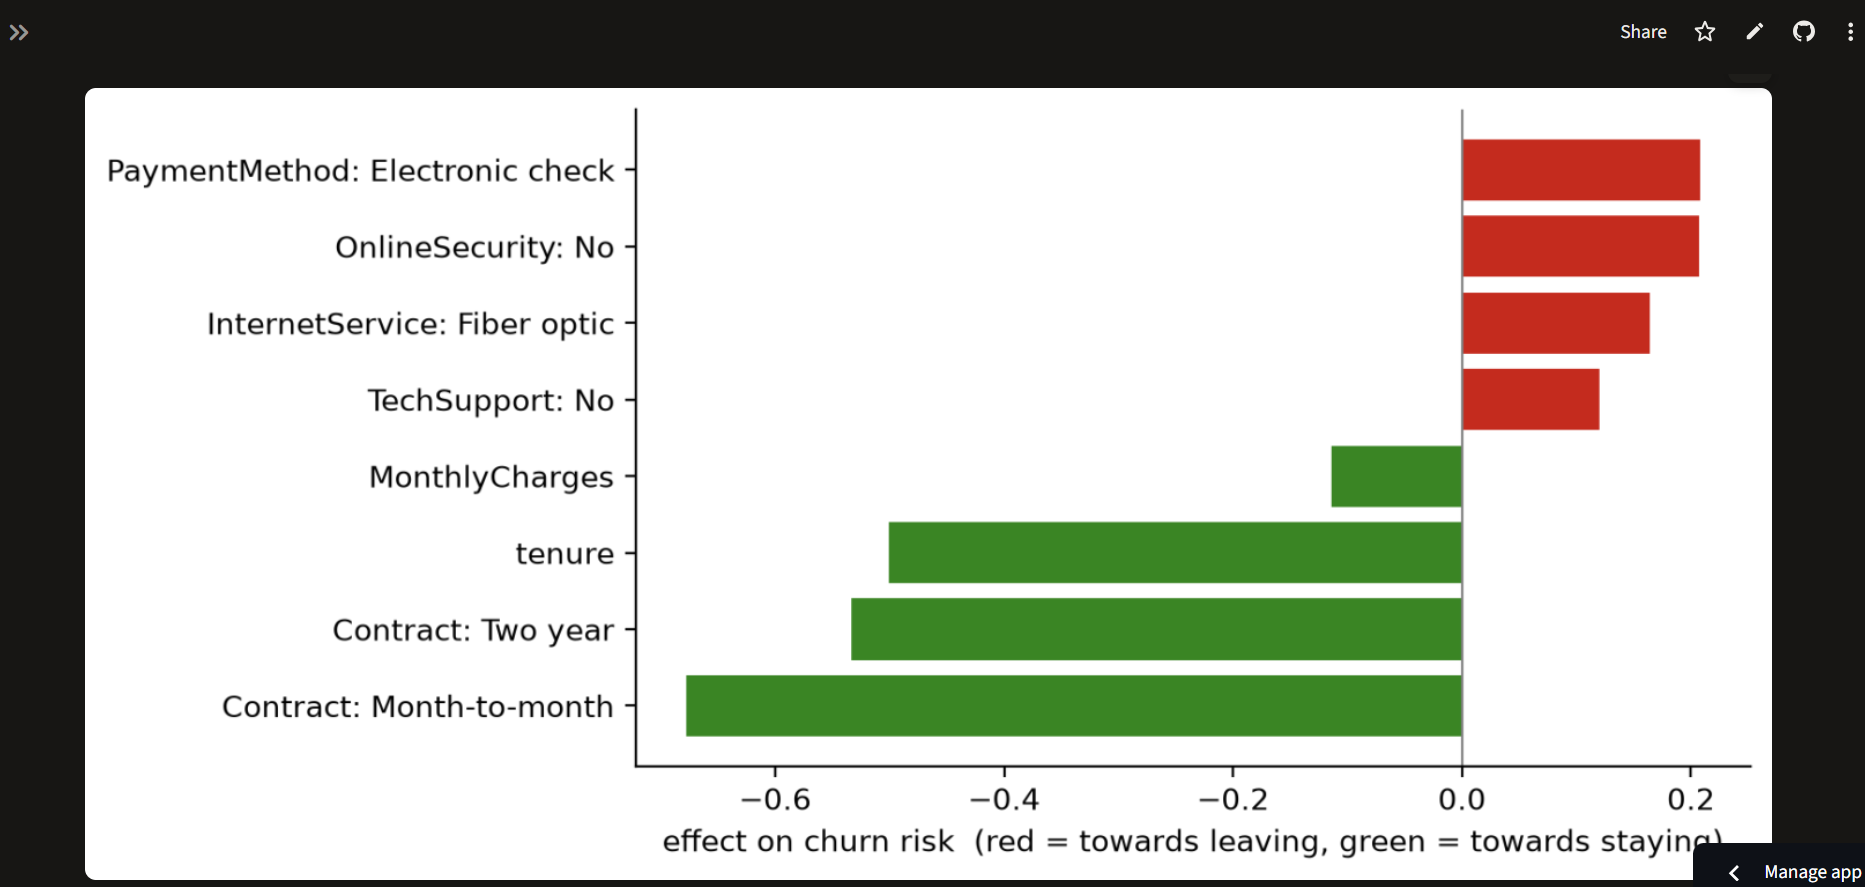 Share
PaymentMethod: Electronic check
OnlineSecurity: No
InternetService: Fiber optic
TechSupport: No
MonthlyCharges
tenure
Contract: Two year
Contract: Month-to-month
−0.6 −0.4 −0.2 0.0 0.2
effect on churn risk (red = towards leaving, green = towards staying)
Manage app